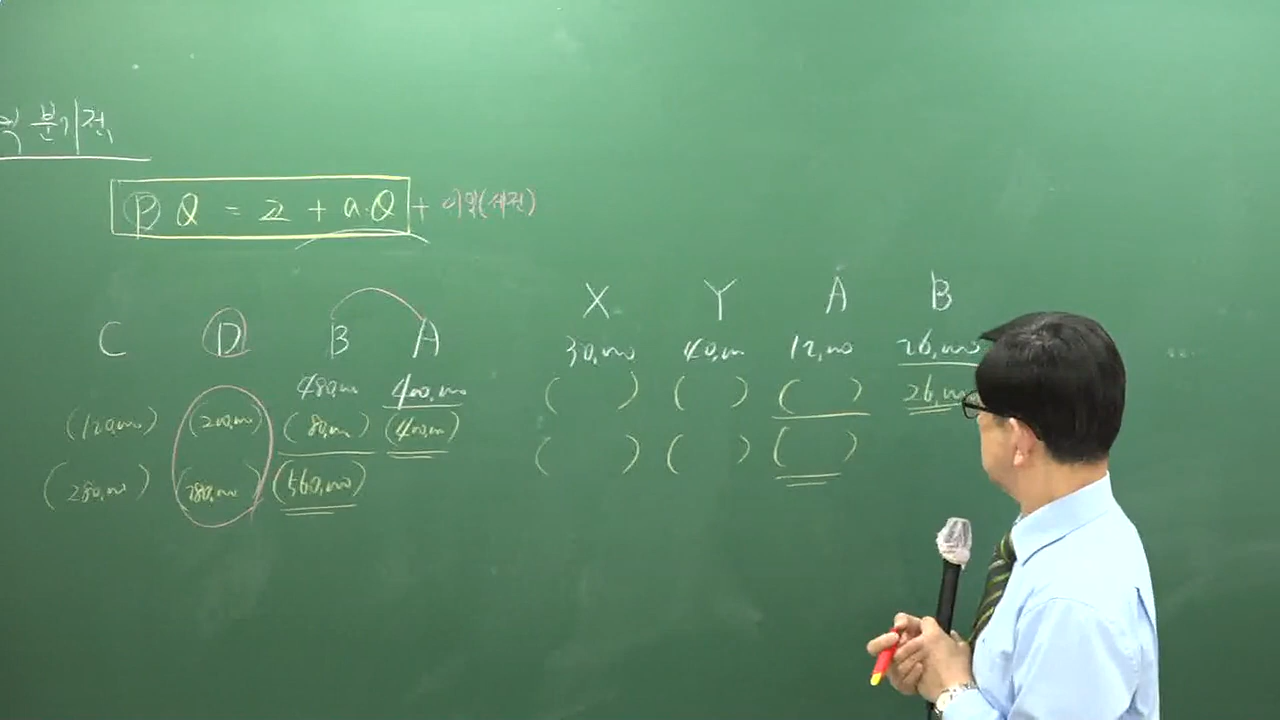 분기점
P Q = a + a·Q + 이익(세전)
C D B A
480,000 400,000
(120,000) (200,000) (80,000) (400,000)
(280,000) (280,000) (560,000)
X Y A B
30,000 40,000 12,000 26,000
( ) ( ) ( ) 26,000
( ) ( ) ( )